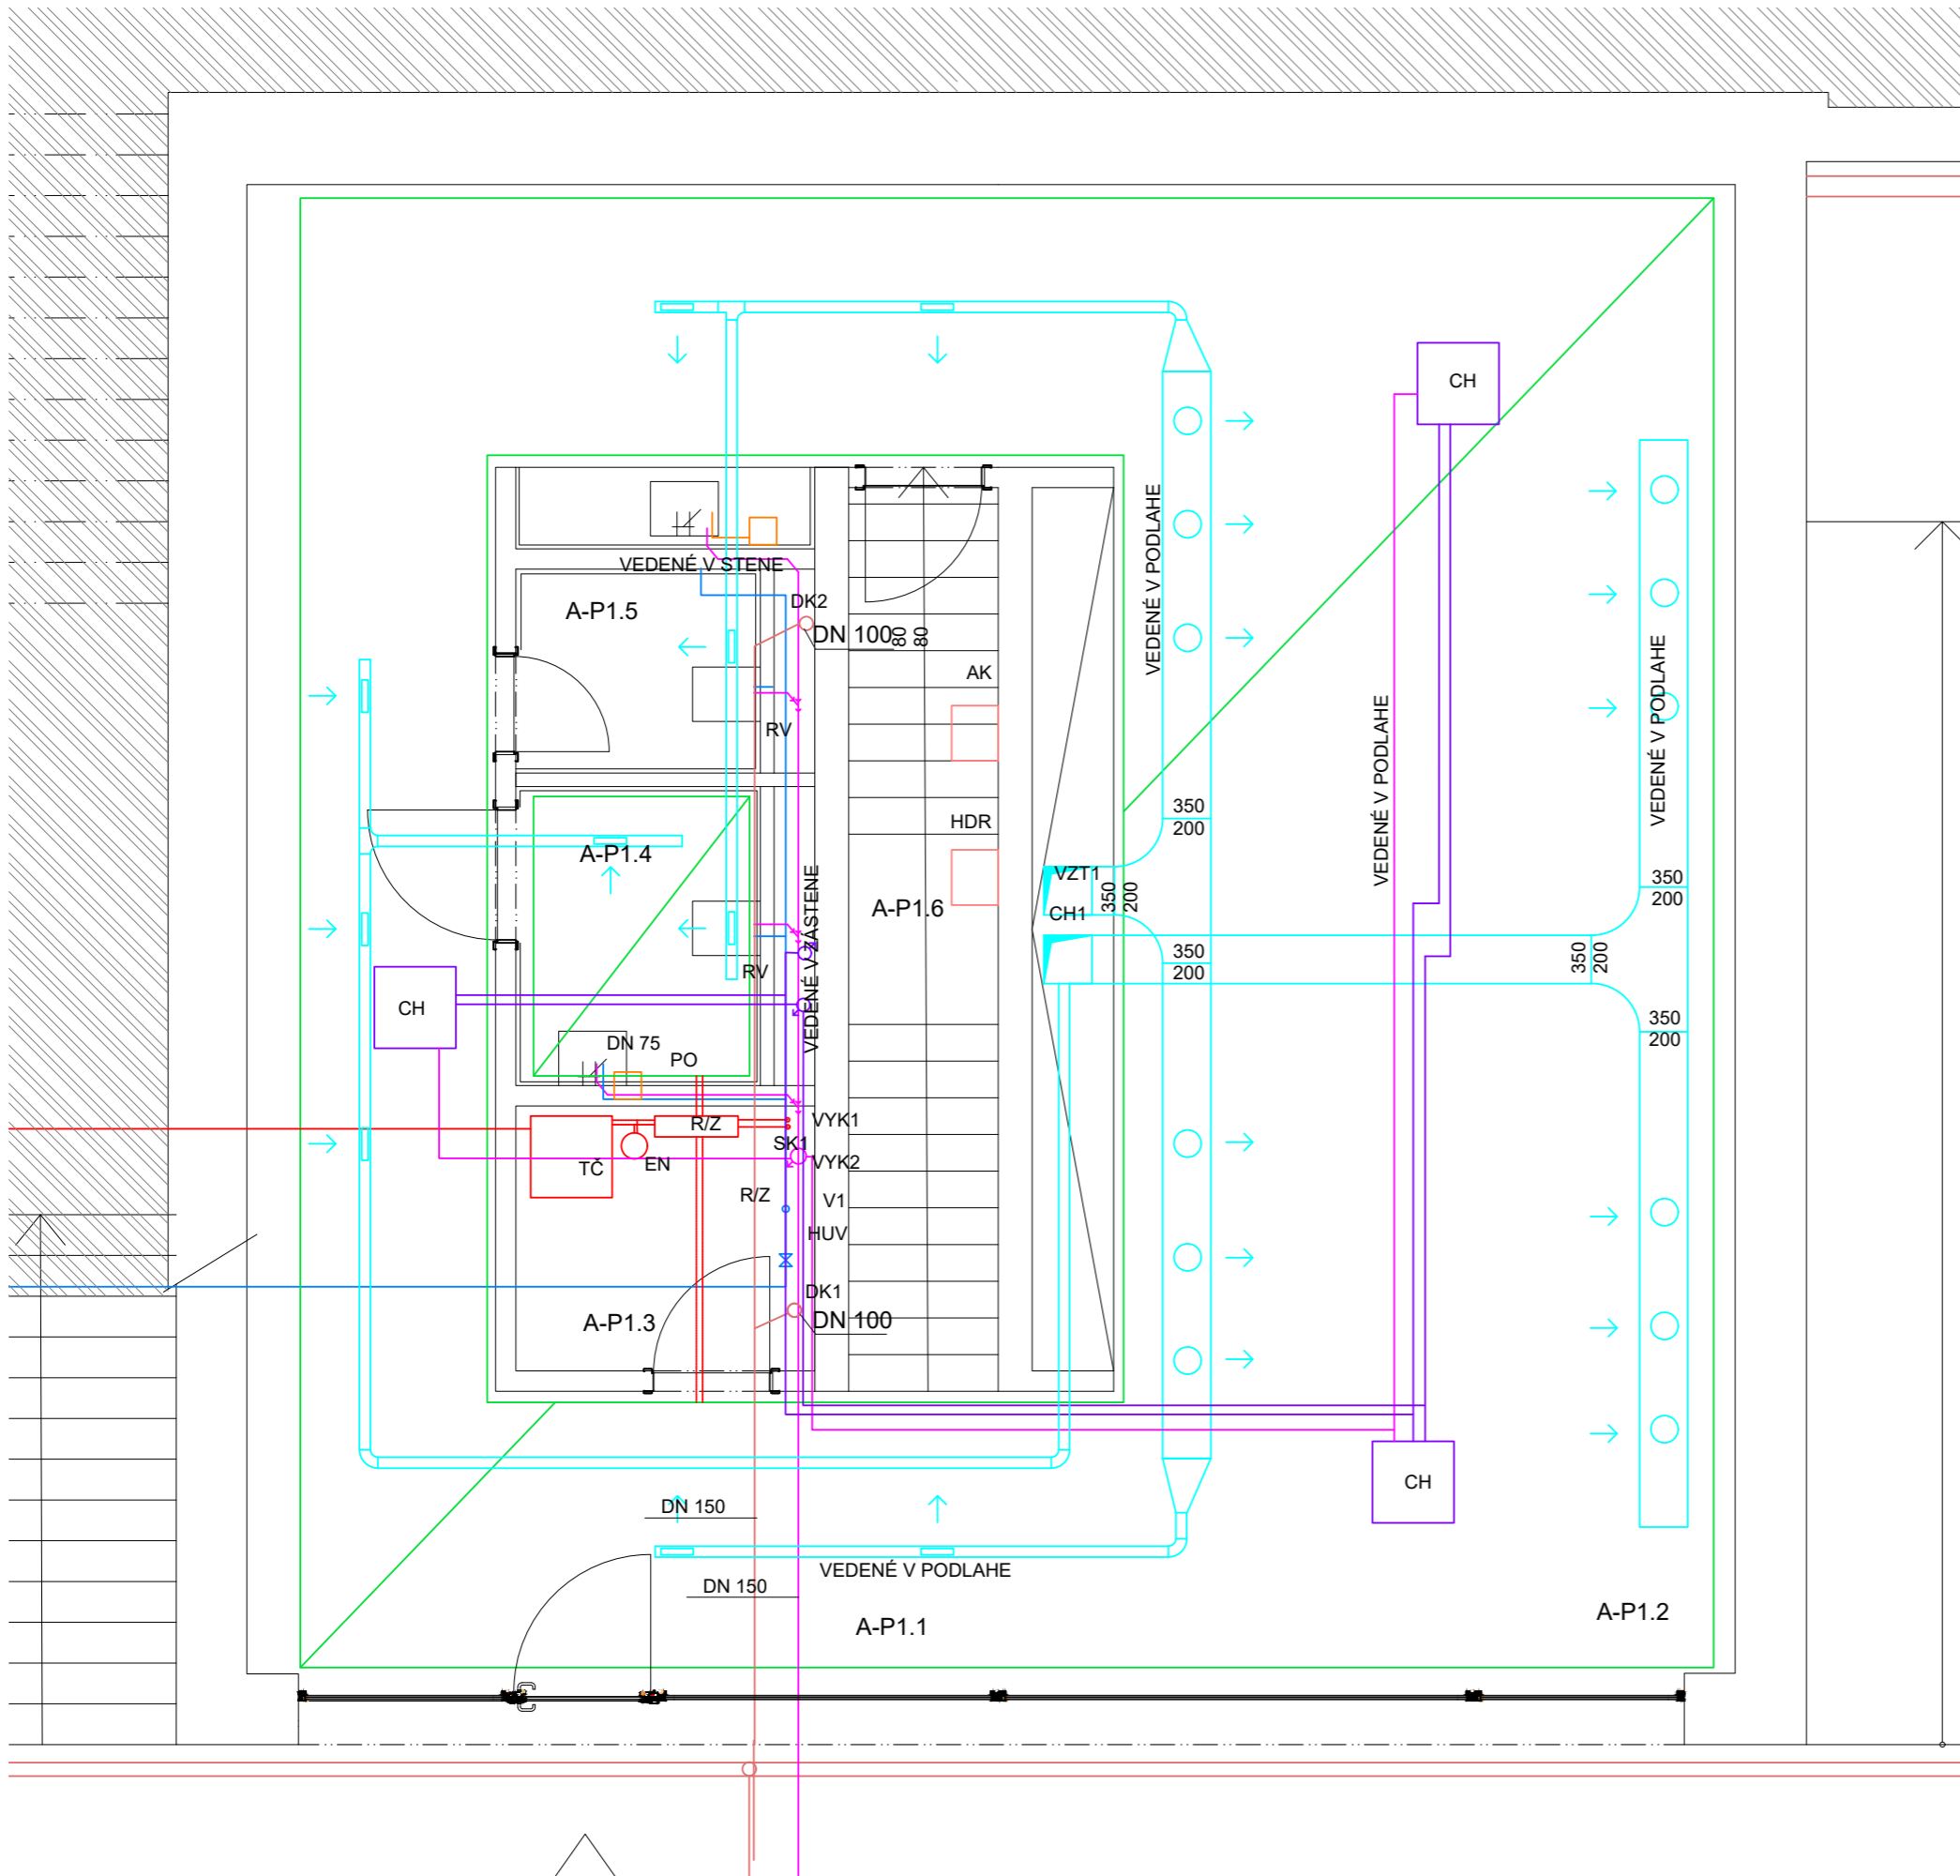 CH
VEDENÉ V PODLAHE
VEDENÉ V STENE
A-P1.5
DK2
DN 100
80
80
AK
RV
VEDENÉ V PODLAHE
VEDENÉ V PODLAHE
350
200
HDR
A-P1.4
VZT1
350
200
350
200
A-P1.6
CH1
VEDENÉ V ZÁSTENE
350
200
350
200
RV
CH
350
200
DN 75
PO
R/Z
VYK1
SK1
TČ
EN
VYK2
R/Z
V1
HUV
DK1
A-P1.3
DN 100
CH
DN 150
VEDENÉ V PODLAHE
DN 150
A-P1.1
A-P1.2